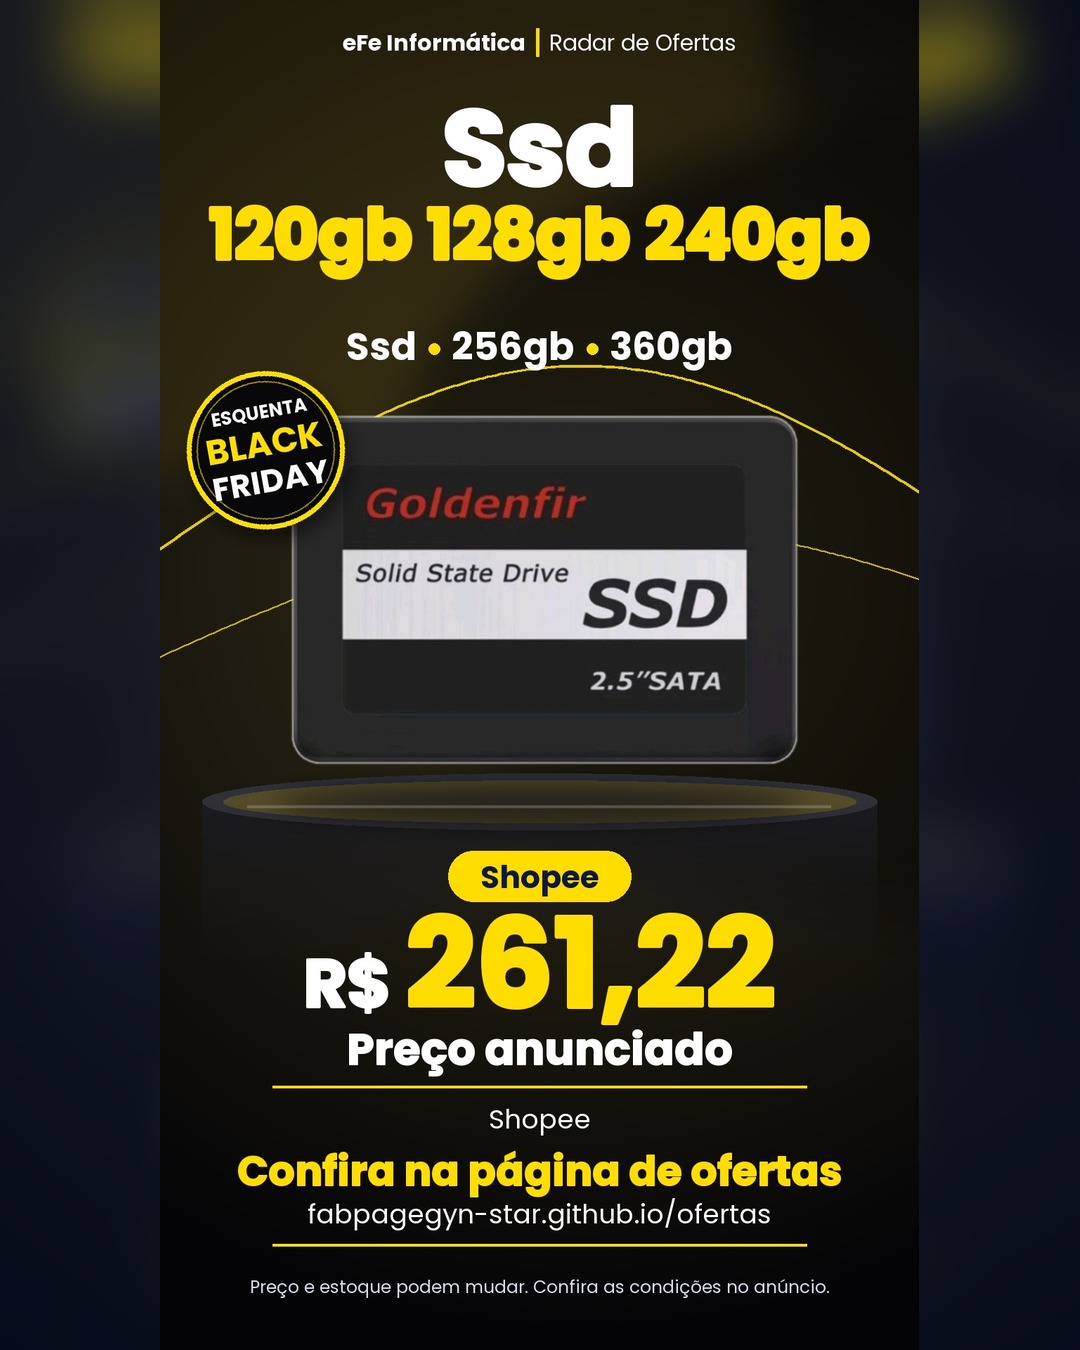 eFe Informática | Radar de Ofertas
Ssd
120gb 128gb 240gb
Ssd • 256gb • 360gb
ESQUENTA
BLACK
FRIDAY
Goldenfir
Solid State Drive
SSD
2.5"SATA
Shopee
R$ 261,22
Preço anunciado
Shopee
Confira na página de ofertas
fabpagegyn-star.github.io/ofertas
Preço e estoque podem mudar. Confira as condições no anúncio.